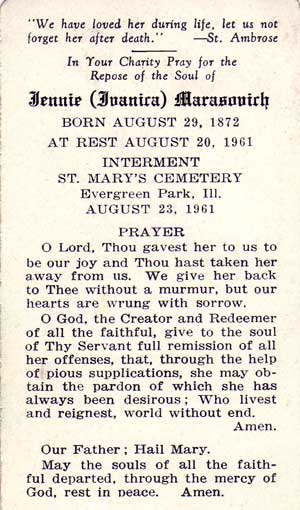 "We have loved her during life, let us not
forget her after death." —St. Ambrose
In Your Charity Pray for the
Repose of the Soul of
Jennie (Ivanica) Marasovich
BORN AUGUST 29, 1872
AT REST AUGUST 20, 1961
INTERMENT
ST. MARY'S CEMETERY
Evergreen Park, Ill.
AUGUST 23, 1961
PRAYER
O Lord, Thou gavest her to us to
be our joy and Thou hast taken her
away from us. We give her back
to Thee without a murmur, but our
hearts are wrung with sorrow.
O God, the Creator and Redeemer
of all the faithful, give to the soul
of Thy Servant full remission of all
her offenses, that, through the help
of pious supplications, she may ob-
tain the pardon of which she has
always been desirous; Who livest
and reignest, world without end.
Amen.
Our Father; Hail Mary.
May the souls of all the faith-
ful departed, through the mercy of
God, rest in peace. Amen.